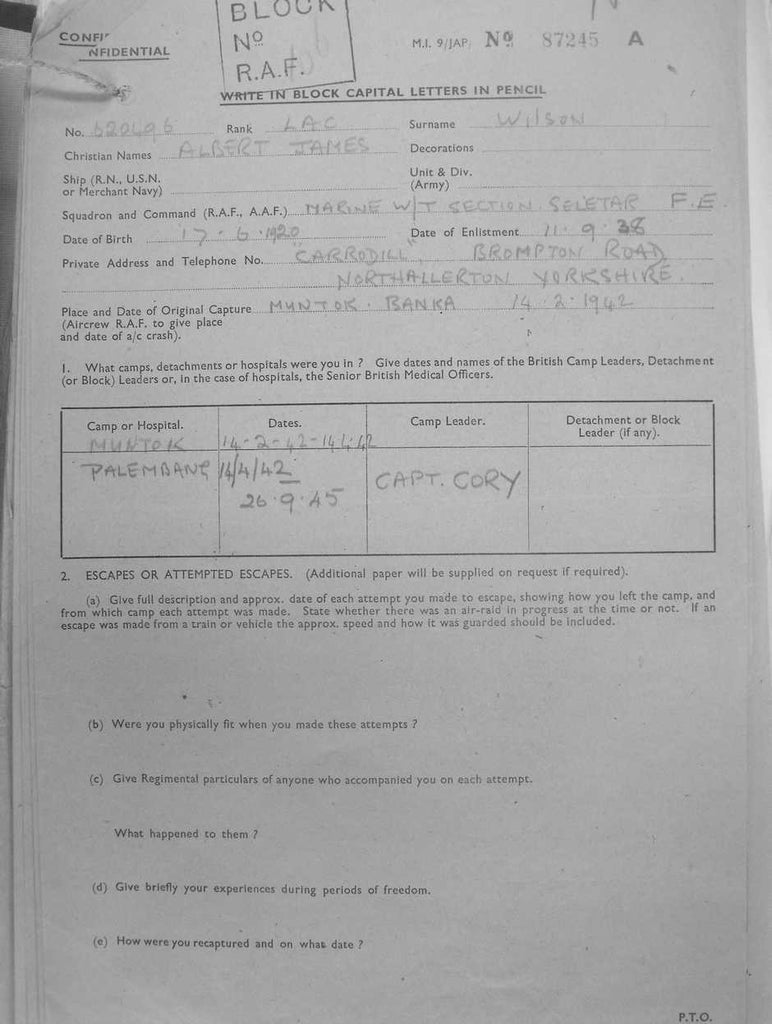 BLOCK
Nº
R.A.F.
CONFI
NFIDENTIAL
M.I. 9/JAP. Nº 87245 A
WRITE IN BLOCK CAPITAL LETTERS IN PENCIL
No. 620496 Rank LAC Surname WILSON
Christian Names ALBERT JAMES Decorations
Ship (R.N., U.S.N. or Merchant Navy) Unit & Div. (Army)
Squadron and Command (R.A.F., A.A.F.) MARINE W/T SECTION. SELETAR F.E.
Date of Birth 17.6.1920 Date of Enlistment 11.9.38
Private Address and Telephone No. "CARRODILL", BROMPTON ROAD
NORTHALLERTON YORKSHIRE.
Place and Date of Original Capture MUNTOK. BANKA 14.2.1942
(Aircrew R.A.F. to give place
and date of a/c crash).
1. What camps, detachments or hospitals were you in ? Give dates and names of the British Camp Leaders, Detachment
(or Block) Leaders or, in the case of hospitals, the Senior British Medical Officers.
Camp or Hospital. Dates. Camp Leader. Detachment or Block Leader (if any).
MUNTOK 14-2-42-14.4.42
PALEMBANG 14/4/42 CAPT. CORY
26.9.45
2. ESCAPES OR ATTEMPTED ESCAPES. (Additional paper will be supplied on request if required).
(a) Give full description and approx. date of each attempt you made to escape, showing how you left the camp, and
from which camp each attempt was made. State whether there was an air-raid in progress at the time or not. If an
escape was made from a train or vehicle the approx. speed and how it was guarded should be included.
(b) Were you physically fit when you made these attempts ?
(c) Give Regimental particulars of anyone who accompanied you on each attempt.
What happened to them ?
(d) Give briefly your experiences during periods of freedom.
(e) How were you recaptured and on what date ?
P.T.O.